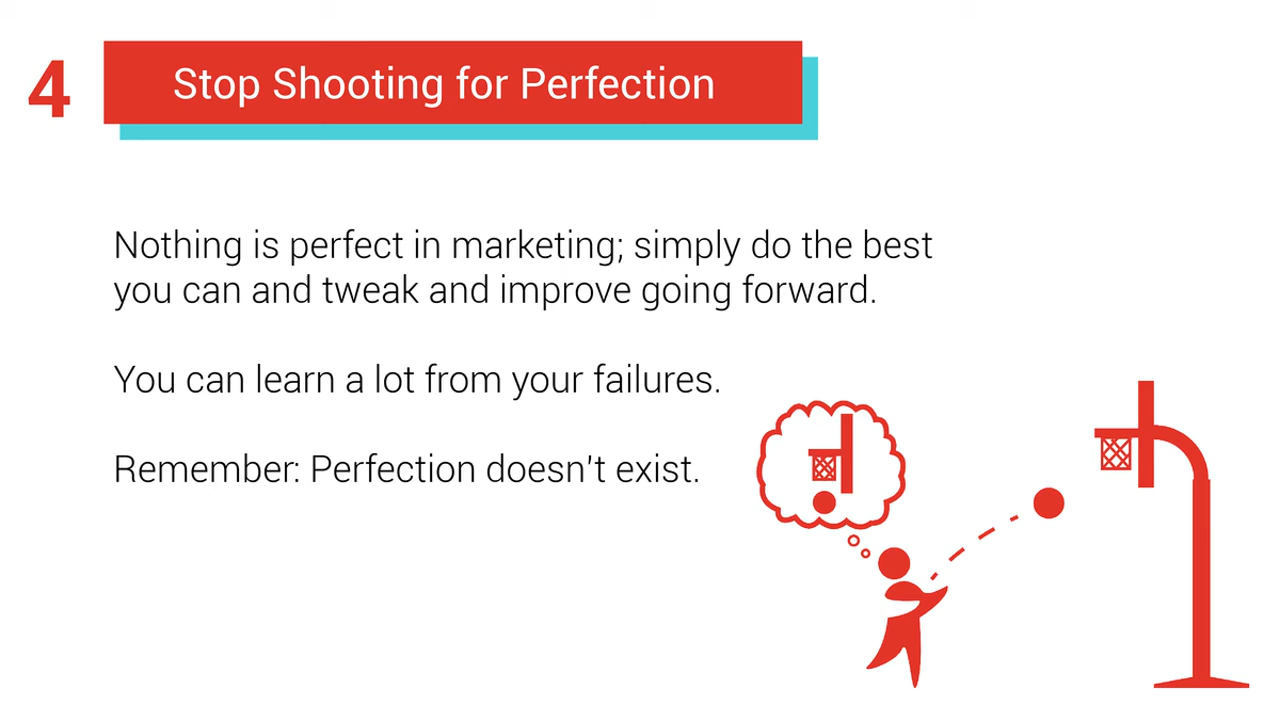 4
Stop Shooting for Perfection
Nothing is perfect in marketing; simply do the best
you can and tweak and improve going forward.
You can learn a lot from your failures.
Remember: Perfection doesn't exist.